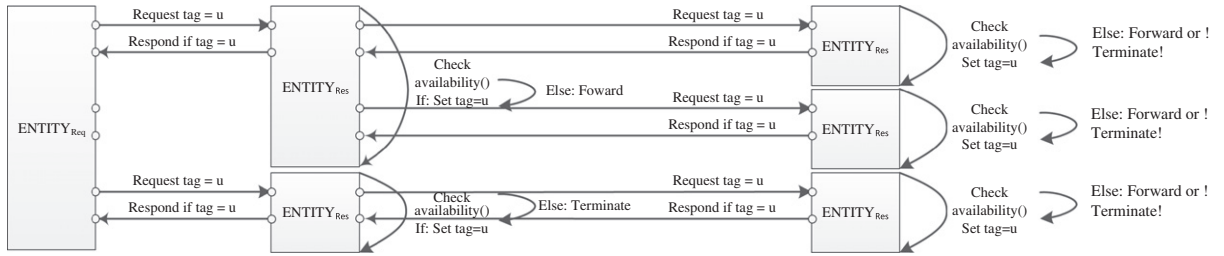 Request tag = u
Respond if tag = u
ENTITYReq
Request tag = u
Respond if tag = u
ENTITYRes
Check
availability()
If: Set tag=u
Else: Foward
ENTITYRes
Check
availability()
If: Set tag=u
Else: Terminate
Request tag = u
Respond if tag = u
Request tag = u
Respond if tag = u
Request tag = u
Respond if tag = u
ENTITYRes
Check
availability()
Set tag=u
Else: Forward or !
Terminate!
ENTITYRes
Check
availability()
Set tag=u
Else: Forward or !
Terminate!
ENTITYRes
Check
availability()
Set tag=u
Else: Forward or !
Terminate!